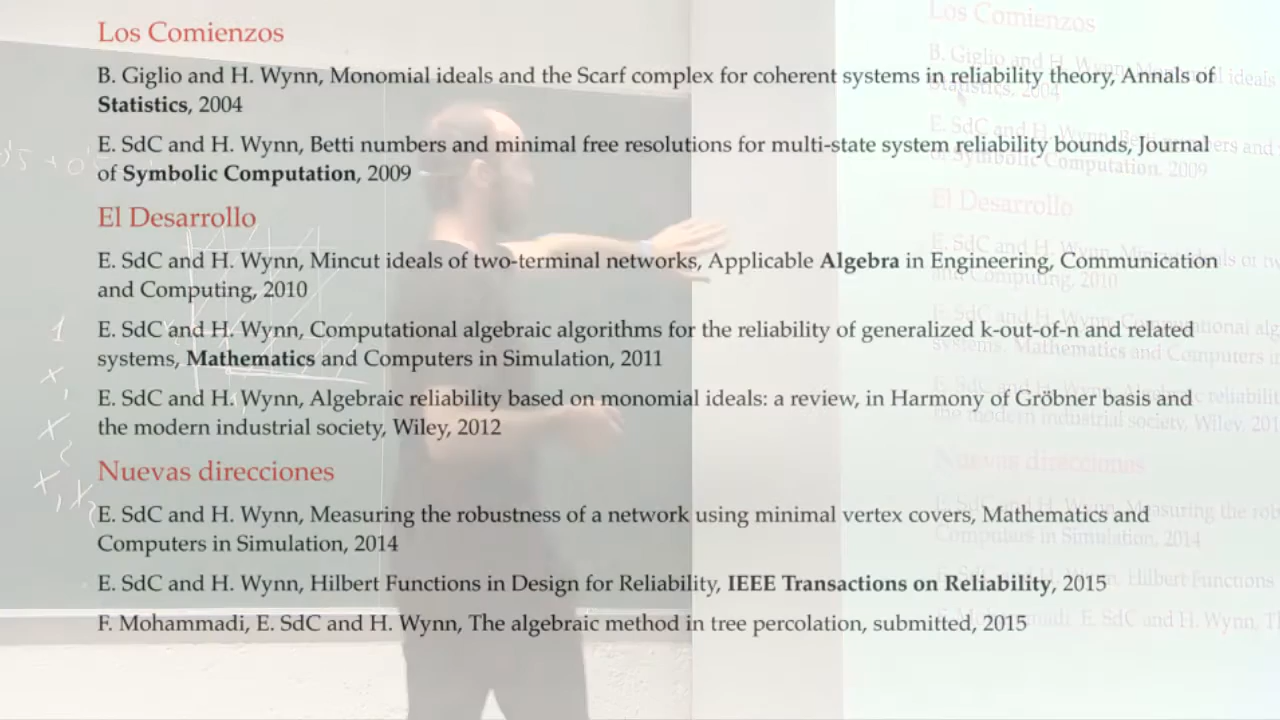 Los Comienzos
B. Giglio and H. Wynn, Monomial ideals and the Scarf complex for coherent systems in reliability theory, Annals of
Statistics, 2004
E. SdC and H. Wynn, Betti numbers and minimal free resolutions for multi-state system reliability bounds, Journal
of Symbolic Computation, 2009
El Desarrollo
E. SdC and H. Wynn, Mincut ideals of two-terminal networks, Applicable Algebra in Engineering, Communication
and Computing, 2010
E. SdC and H. Wynn, Computational algebraic algorithms for the reliability of generalized k-out-of-n and related
systems, Mathematics and Computers in Simulation, 2011
E. SdC and H. Wynn, Algebraic reliability based on monomial ideals: a review, in Harmony of Gröbner basis and
the modern industrial society, Wiley, 2012
Nuevas direcciones
E. SdC and H. Wynn, Measuring the robustness of a network using minimal vertex covers, Mathematics and
Computers in Simulation, 2014
E. SdC and H. Wynn, Hilbert Functions in Design for Reliability, IEEE Transactions on Reliability, 2015
F. Mohammadi, E. SdC and H. Wynn, The algebraic method in tree percolation, submitted, 2015